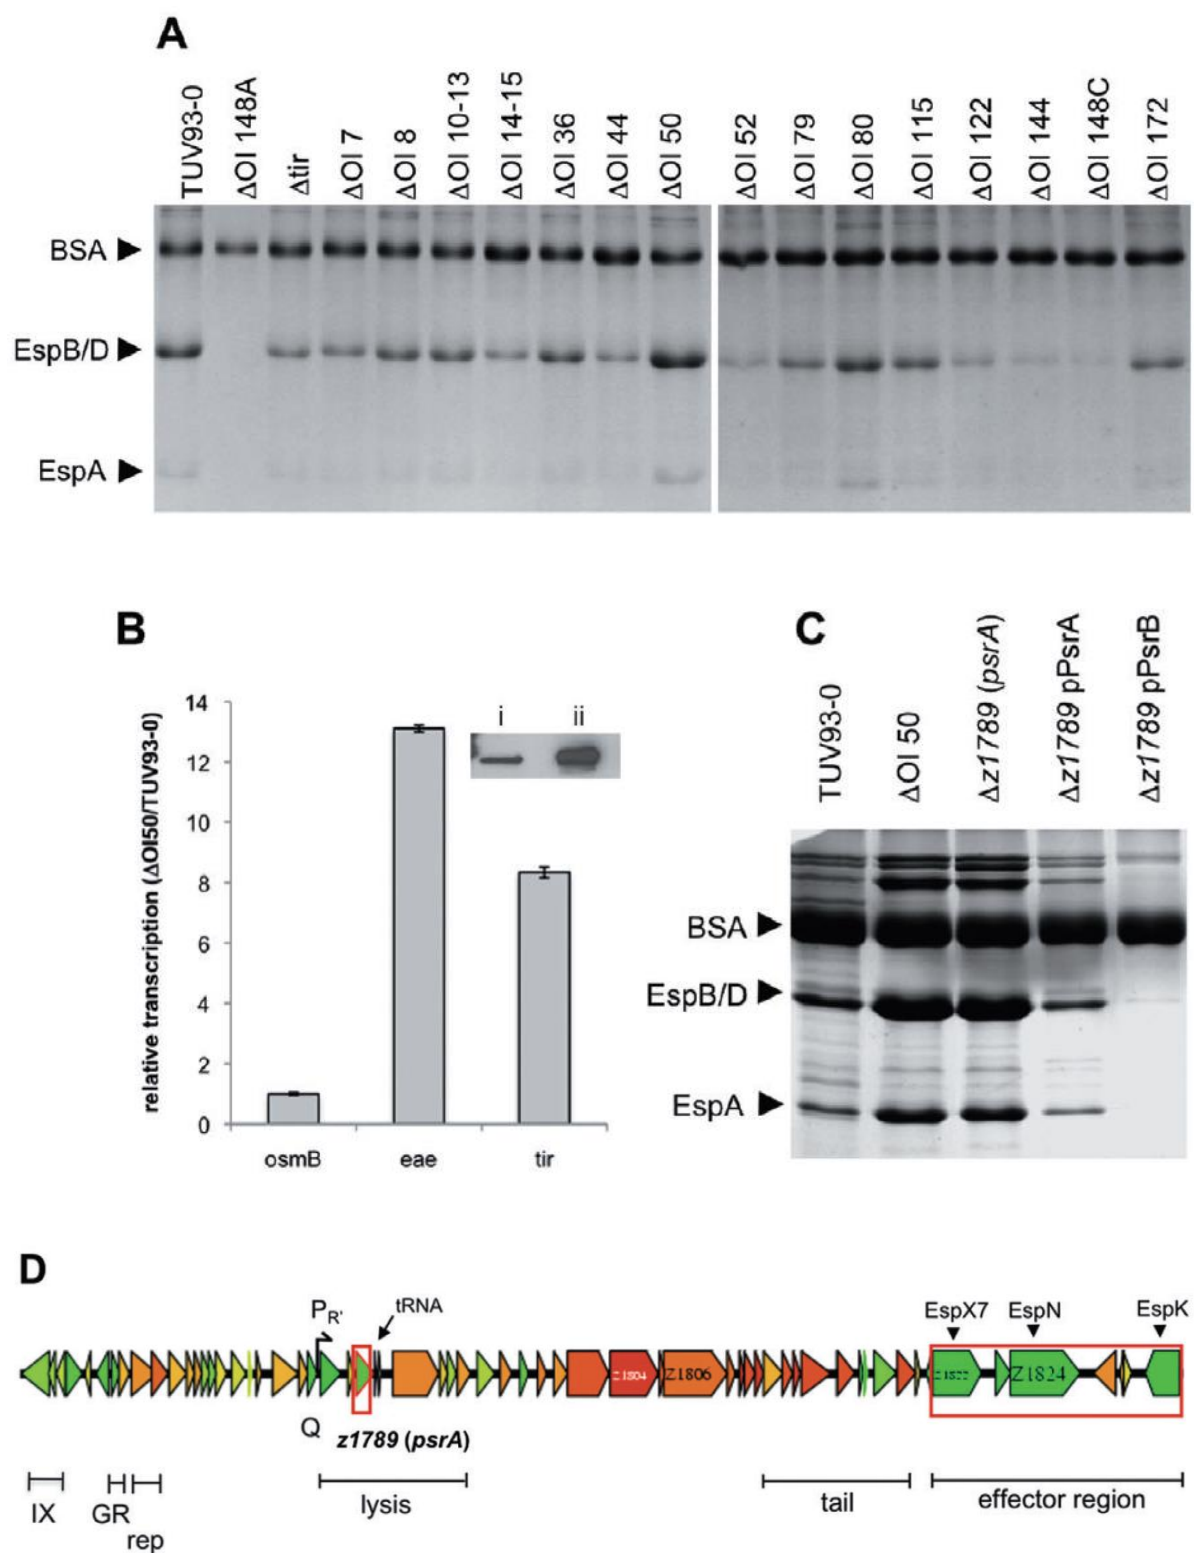 A
TUV93-0
ΔOI 148A
Δtir
ΔOI 7
ΔOI 8
ΔOI 10-13
ΔOI 14-15
ΔOI 36
ΔOI 44
ΔOI 50
ΔOI 52
ΔOI 79
ΔOI 80
ΔOI 115
ΔOI 122
ΔOI 144
ΔOI 148C
ΔOI 172
BSA
EspB/D
EspA
B
relative transcription (ΔOI50/TUV93-0)
14
12
10
8
6
4
2
0
i
ii
osmB
eae
tir
C
TUV93-0
ΔOI 50
Δz1789 (psrA)
Δz1789 pPsrA
Δz1789 pPsrB
BSA
EspB/D
EspA
D
PR'
tRNA
EspX7
EspN
EspK
Z1804
Z1806
Z1824
Q
z1789 (psrA)
IX
GR
rep
lysis
tail
effector region